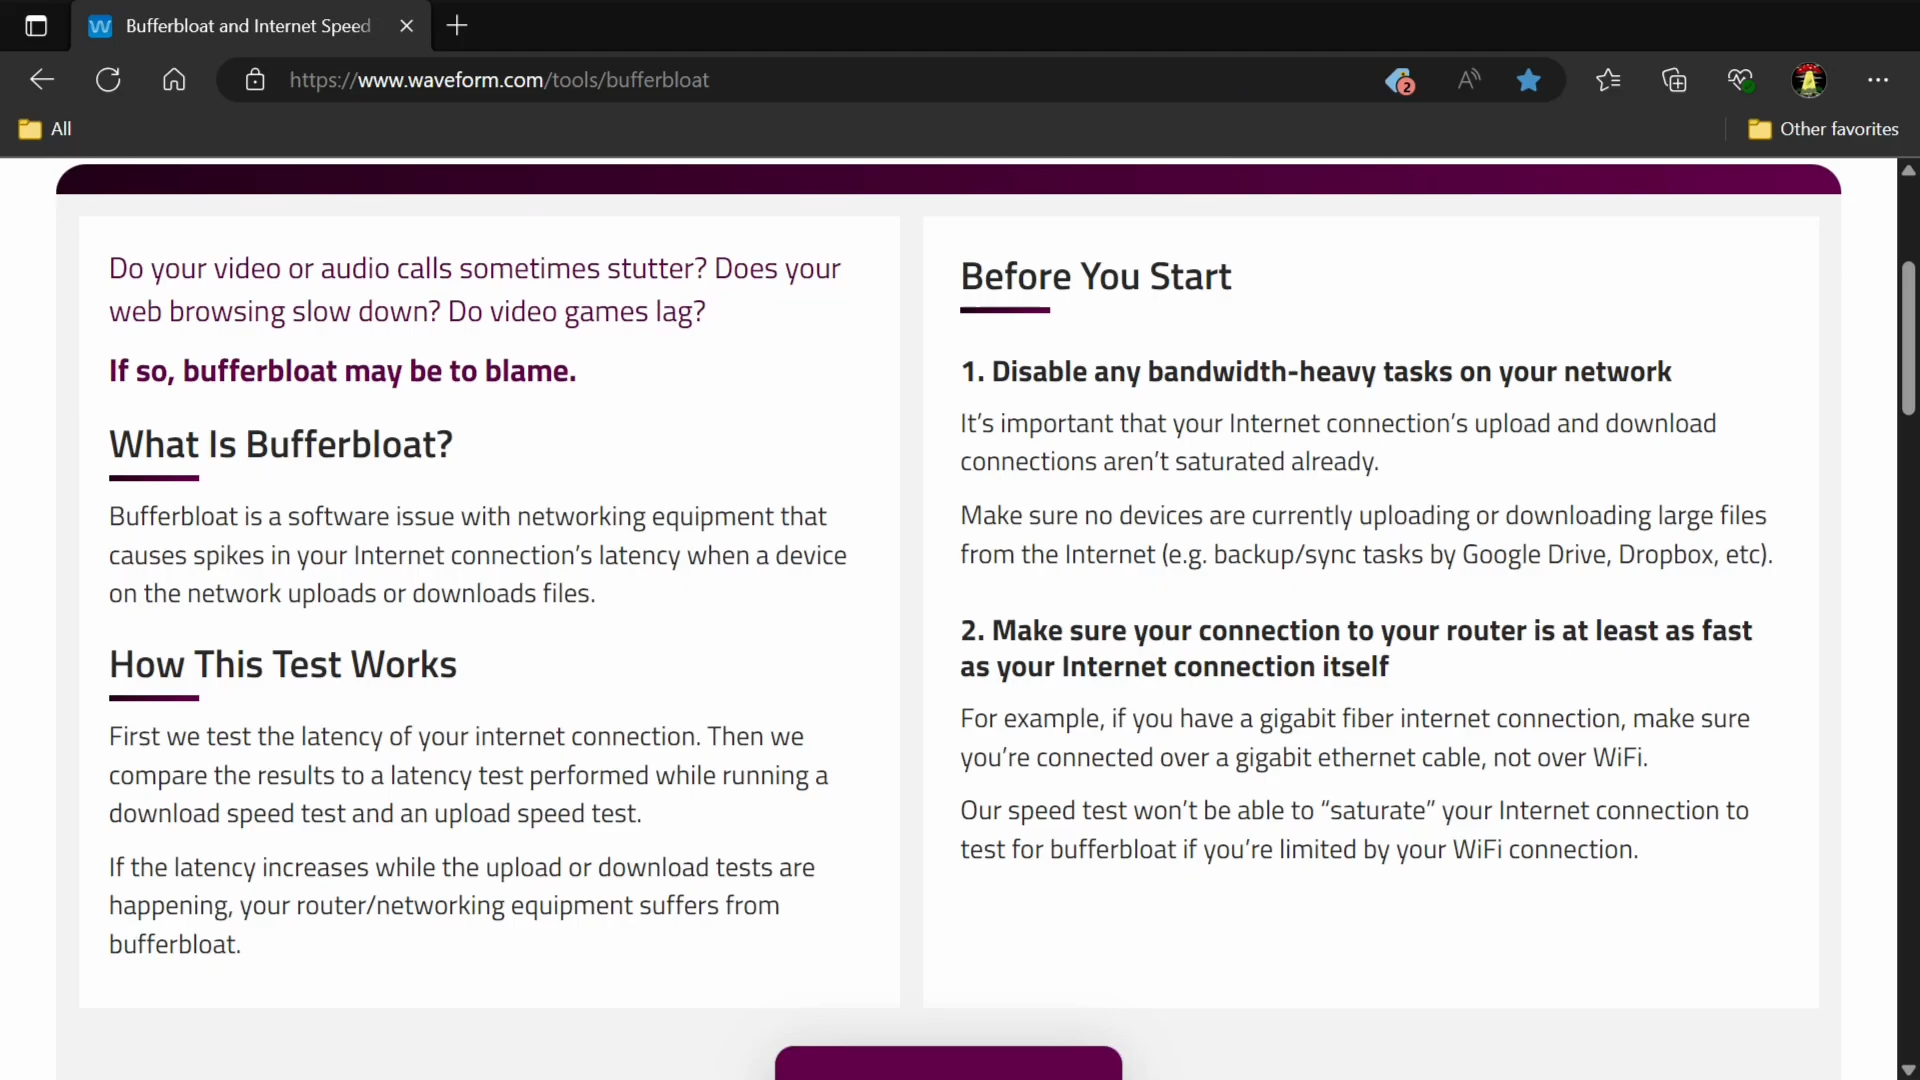 Bufferbloat and Internet Speed
https://www.waveform.com/tools/bufferbloat
2
All
Other favorites
Do your video or audio calls sometimes stutter? Does your
web browsing slow down? Do video games lag?
If so, bufferbloat may be to blame.
What Is Bufferbloat?
Bufferbloat is a software issue with networking equipment that
causes spikes in your Internet connection’s latency when a device
on the network uploads or downloads files.
How This Test Works
First we test the latency of your internet connection. Then we
compare the results to a latency test performed while running a
download speed test and an upload speed test.
If the latency increases while the upload or download tests are
happening, your router/networking equipment suffers from
bufferbloat.
Before You Start
1. Disable any bandwidth-heavy tasks on your network
It’s important that your Internet connection’s upload and download
connections aren’t saturated already.
Make sure no devices are currently uploading or downloading large files
from the Internet (e.g. backup/sync tasks by Google Drive, Dropbox, etc).
2. Make sure your connection to your router is at least as fast
as your Internet connection itself
For example, if you have a gigabit fiber internet connection, make sure
you’re connected over a gigabit ethernet cable, not over WiFi.
Our speed test won’t be able to “saturate” your Internet connection to
test for bufferbloat if you’re limited by your WiFi connection.